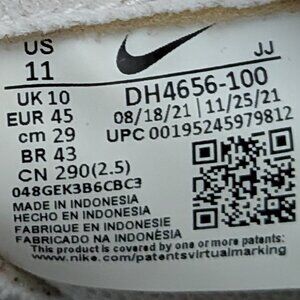 US
11
JJ
UK 10
EUR 45
cm 29
BR 43
CN 290(2.5)
DH4656-100
08/18/21 | 11/25/21
UPC 00195245979812
048GEK3B6CBC3
MADE IN INDONESIA
HECHO EN INDONESIA
FABRIQUE EN INDONESIE
FABRICADO NA INDONÉSIA
This product is covered by one or more patents:
www.nike.com/patentsvirtualmarking